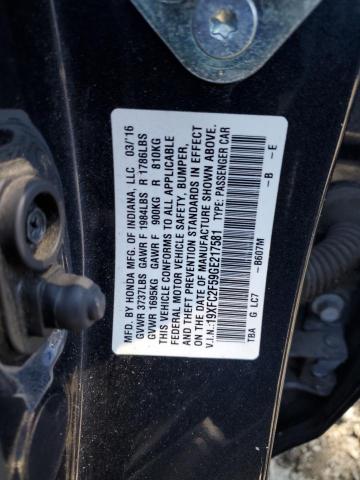 MFD. BY HONDA MFG. OF INDIANA, LLC 03/'16
GVWR 3737LBS GAWR F 1984LBS R 1786LBS
GVWR 1695KG GAWR F 900KG R 810KG
THIS VEHICLE CONFORMS TO ALL APPLICABLE
FEDERAL MOTOR VEHICLE SAFETY, BUMPER,
AND THEFT PREVENTION STANDARDS IN EFFECT
ON THE DATE OF MANUFACTURE SHOWN ABOVE.
V.I.N.: 19XFC2F59GE217581 TYPE: PASSENGER CAR
B607M B E
TBA G LC7